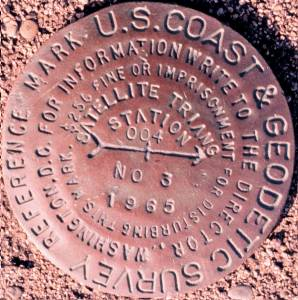 U.S. COAST & GEODETIC SURVEY REFERENCE MARK
FOR INFORMATION WRITE TO THE DIRECTOR, WASHINGTON, D.C.
$250 FINE OR IMPRISONMENT FOR DISTURBING THIS MARK.
SATELLITE TRIANG
STATION
004
NO 3
1965